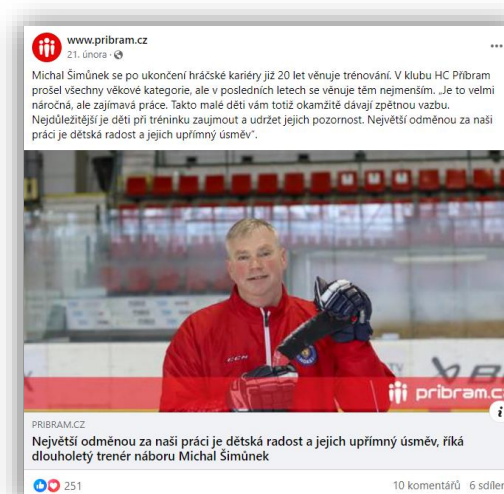 www.pribram.cz
21. února ·
Michal Šimůnek se po ukončení hráčské kariéry již 20 let věnuje trénování. V klubu HC Příbram
prošel všechny věkové kategorie, ale v posledních letech se věnuje těm nejmenším. „Je to velmi
náročná, ale zajímavá práce. Takto malé děti vám totiž okamžitě dávají zpětnou vazbu.
Nejdůležitější je děti při tréninku zaujmout a udržet jejich pozornost. Největší odměnou za naši
práci je dětská radost a jejich upřímný úsměv“.
CCM
pribram.c
PRIBRAM.CZ
Největší odměnou za naši práci je dětská radost a jejich upřímný úsměv, říká
dlouholetý trenér náboru Michal Šimůnek
251
10 komentářů 6 sdílen